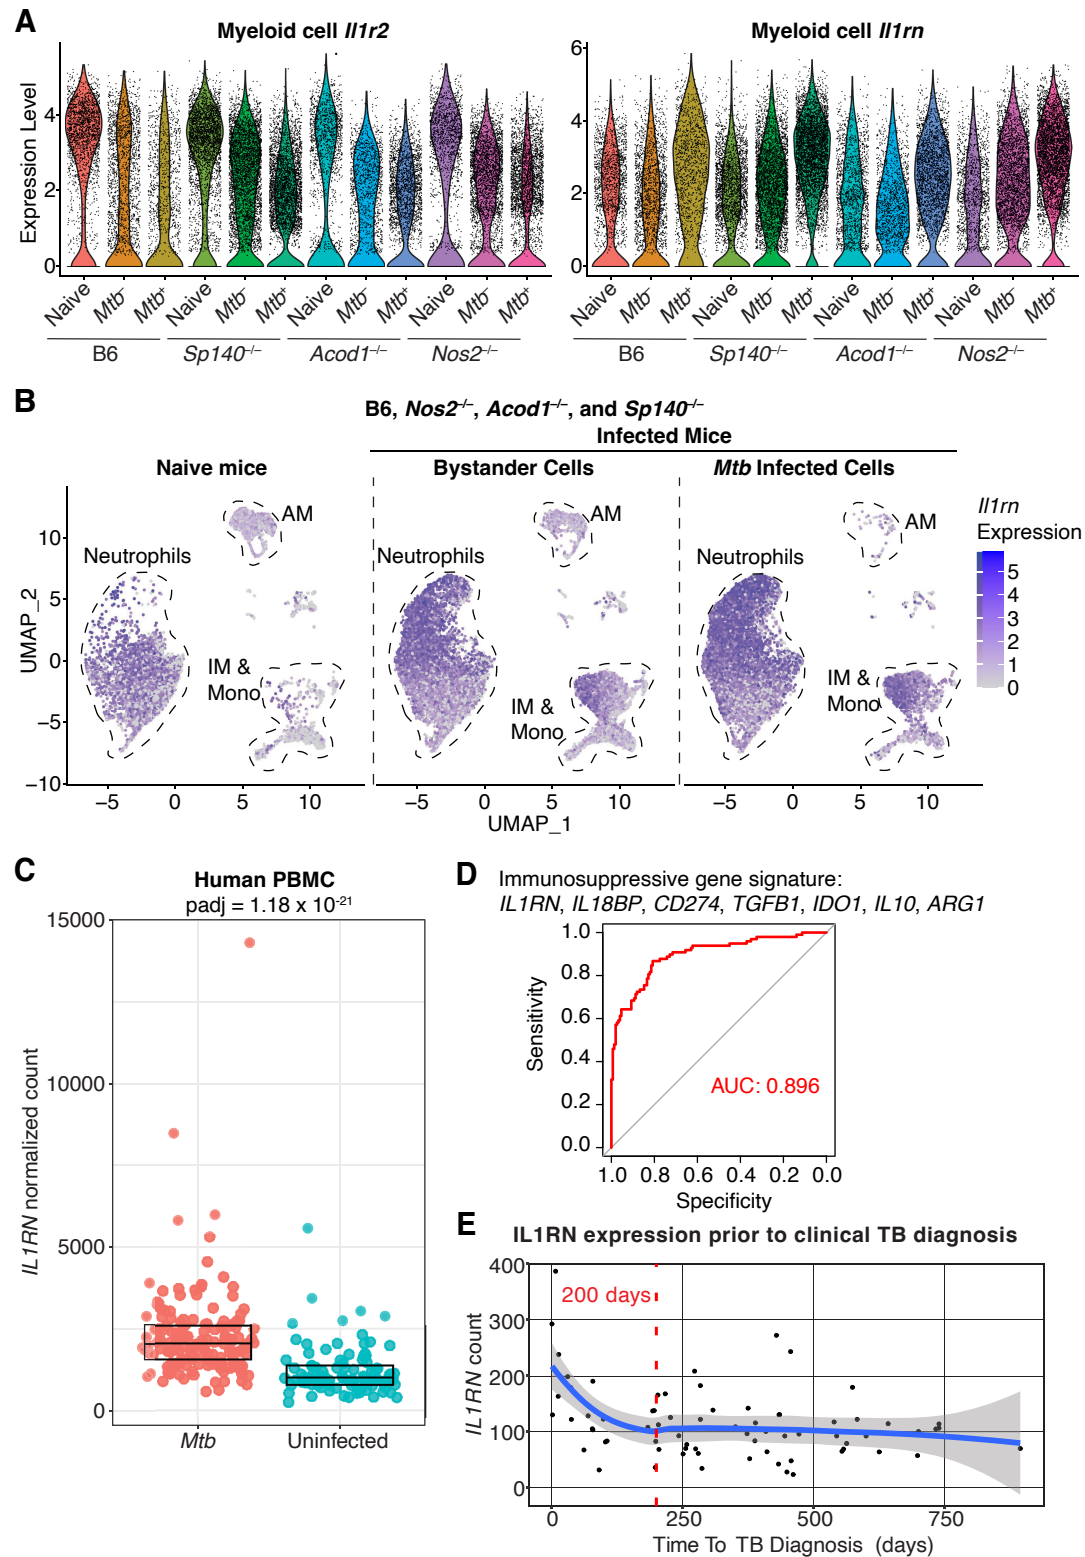 A
Myeloid cell Il1r2
Myeloid cell Il1rn
Expression Level
4
2
0
6
4
2
0
Naive Mtb- Mtb+ Naive Mtb- Mtb+ Naive Mtb- Mtb+ Naive Mtb- Mtb+
B6 Sp140–/– Acod1–/– Nos2–/–
Naive Mtb- Mtb+ Naive Mtb- Mtb+ Naive Mtb- Mtb+ Naive Mtb- Mtb+
B6 Sp140–/– Acod1–/– Nos2–/–
B
B6, Nos2–/–, Acod1–/–, and Sp140–/–
Infected Mice
Naive mice
Bystander Cells
Mtb Infected Cells
AM
Neutrophils
IM &
Mono
AM
Neutrophils
IM &
Mono
AM
Neutrophils
IM &
Mono
Il1rn
Expression
5
4
3
2
1
0
UMAP_2
10
5
0
−5
−10
−5 0 5 10
−5 0 5 10
−5 0 5 10
UMAP_1
C
Human PBMC
padj = 1.18 x 10-21
IL1RN normalized count
15000
10000
5000
0
Mtb Uninfected
D
Immunosuppressive gene signature:
IL1RN, IL18BP, CD274, TGFB1, IDO1, IL10, ARG1
Sensitivity
1.0
0.8
0.6
0.4
0.2
0.0
AUC: 0.896
1.0 0.8 0.6 0.4 0.2 0.0
Specificity
E
IL1RN expression prior to clinical TB diagnosis
IL1RN count
400
300
200
100
0
200 days
0 250 500 750
Time To TB Diagnosis (days)